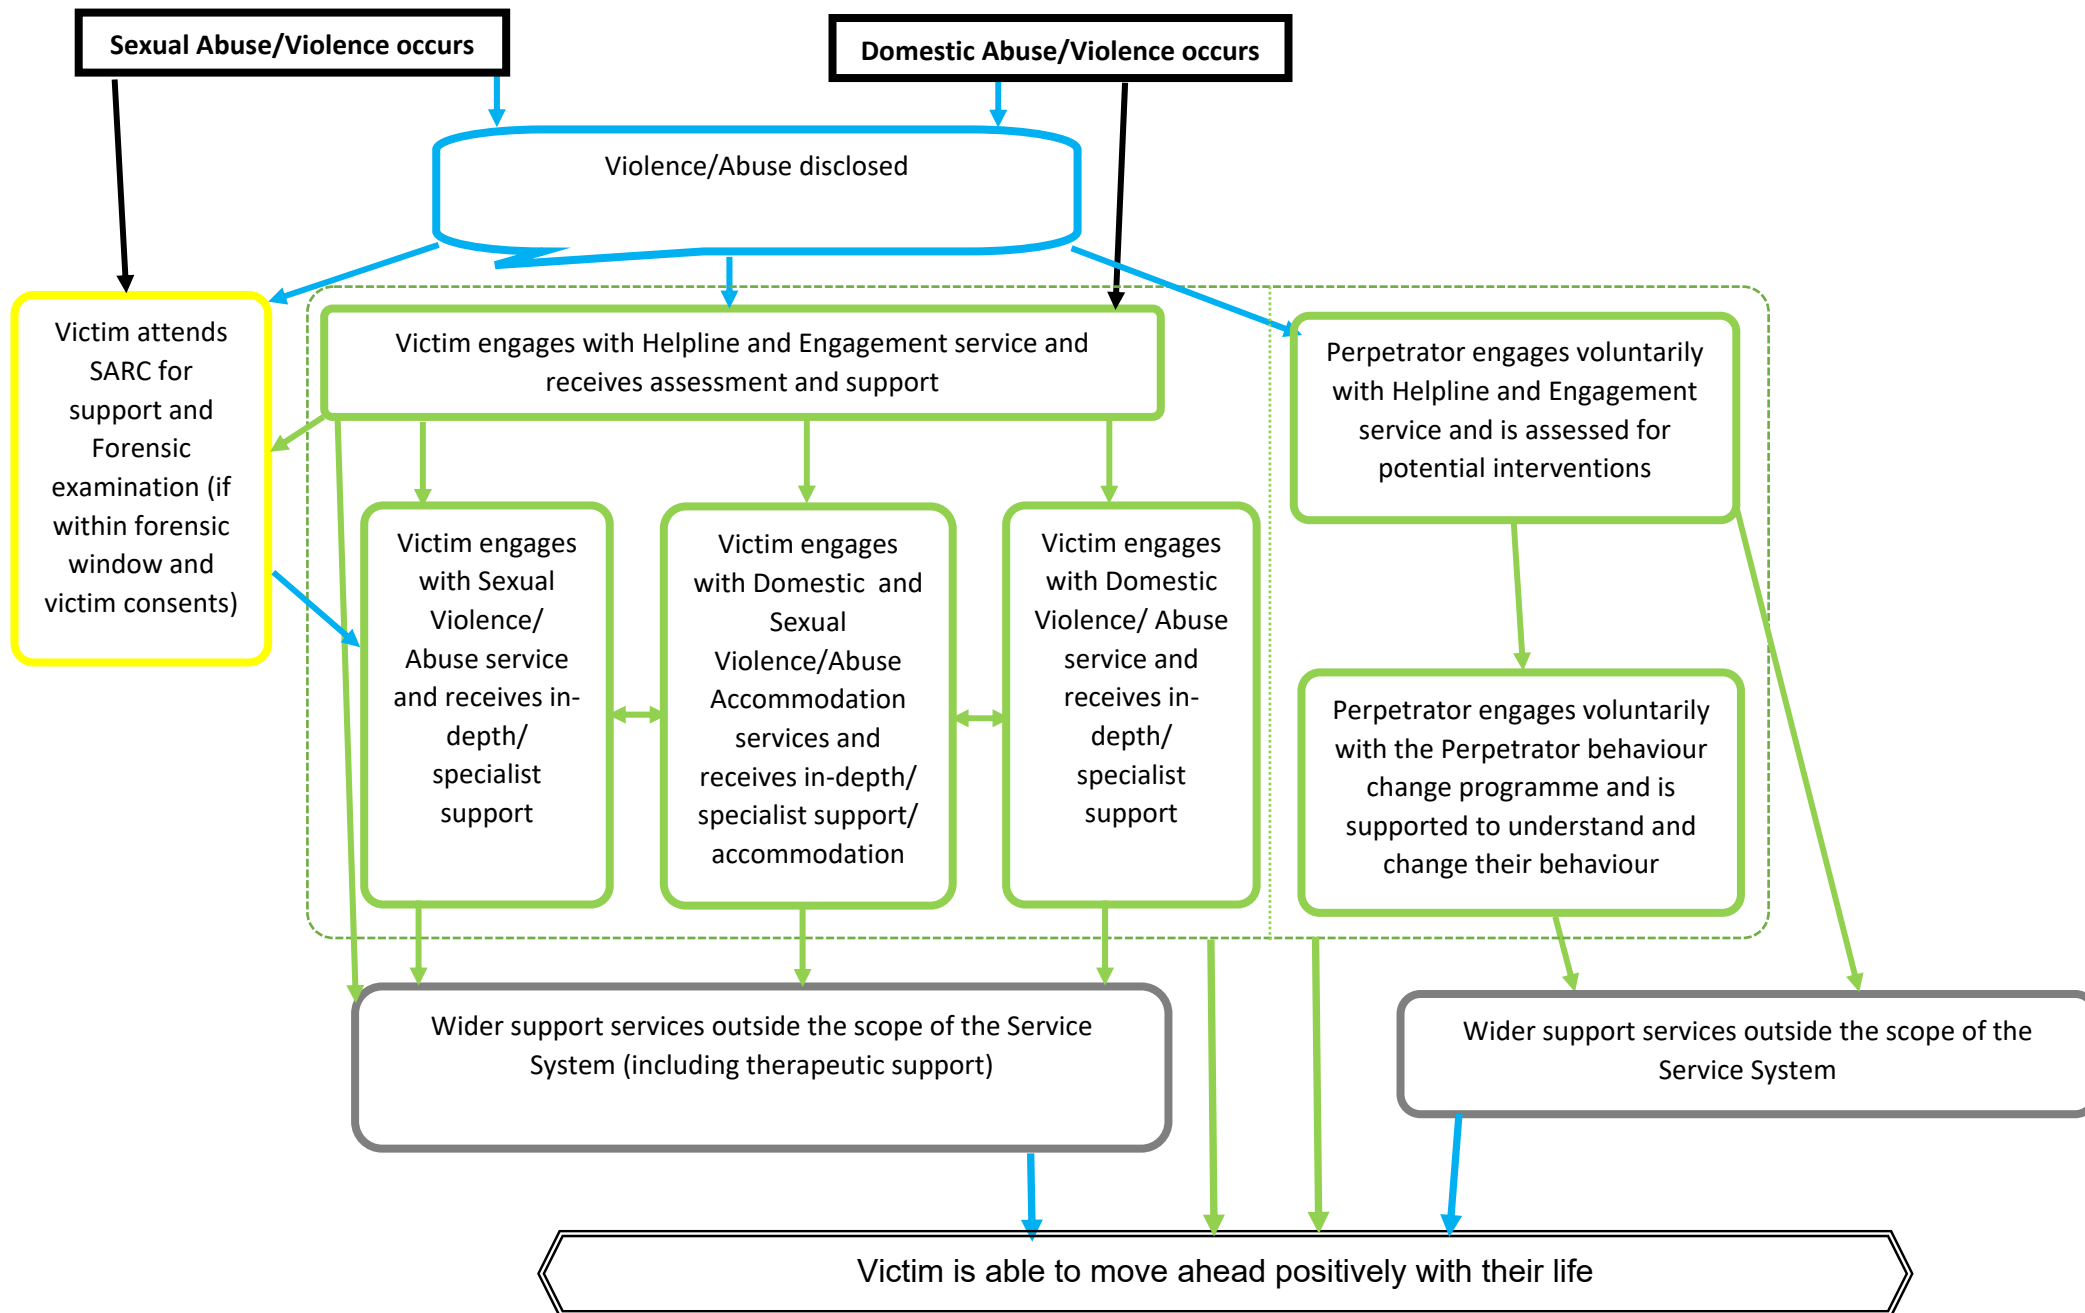 Sexual Abuse/Violence occurs
Domestic Abuse/Violence occurs
Violence/Abuse disclosed
Victim attends
SARC for
support and
Forensic
examination (if
within forensic
window and
victim consents)
Victim engages with Helpline and Engagement service and
receives assessment and support
Perpetrator engages voluntarily
with Helpline and Engagement
service and is assessed for
potential interventions
Victim engages
with Sexual
Violence/
Abuse service
and receives in-
depth/
specialist
support
Victim engages
with Domestic  and
Sexual
Violence/Abuse
Accommodation
services and
receives in-depth/
specialist support/
accommodation
Victim engages
with Domestic
Violence/ Abuse
service and
receives in-
depth/
specialist
support
Perpetrator engages voluntarily
with the Perpetrator behaviour
change programme and is
supported to understand and
change their behaviour
Wider support services outside the scope of the Service
System (including therapeutic support)
Wider support services outside the scope of the
Service System
Victim is able to move ahead positively with their life